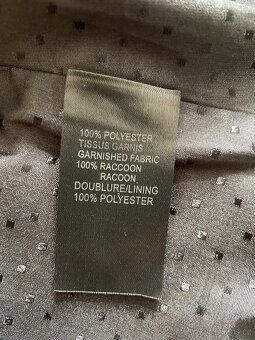 100% POLYESTER
TISSUS GARNIS
GARNISHED FABRIC
100% RACCOON
RACOON
DOUBLURE/LINING
100% POLYESTER